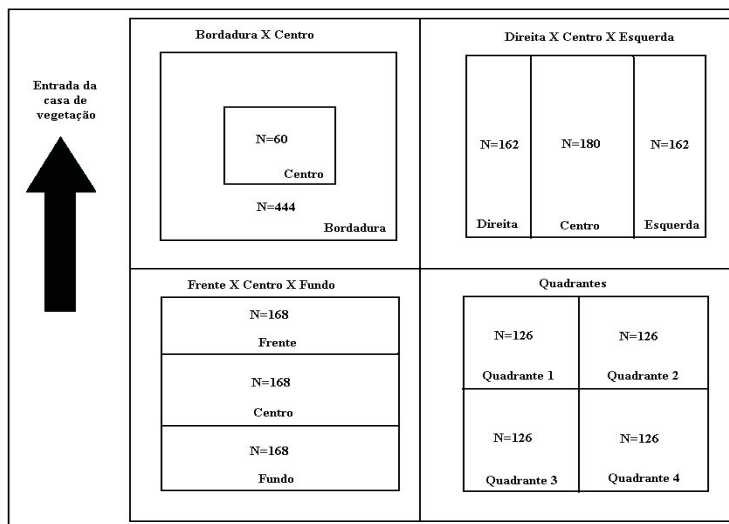 Entrada da
casa de
vegetação
Bordadura X Centro
N=60
Centro
N=444
Bordadura
Direita X Centro X Esquerda
N=162
N=180
N=162
Direita
Centro
Esquerda
Frente X Centro X Fundo
N=168
Frente
N=168
Centro
N=168
Fundo
Quadrantes
N=126
N=126
Quadrante 1
Quadrante 2
N=126
N=126
Quadrante 3
Quadrante 4